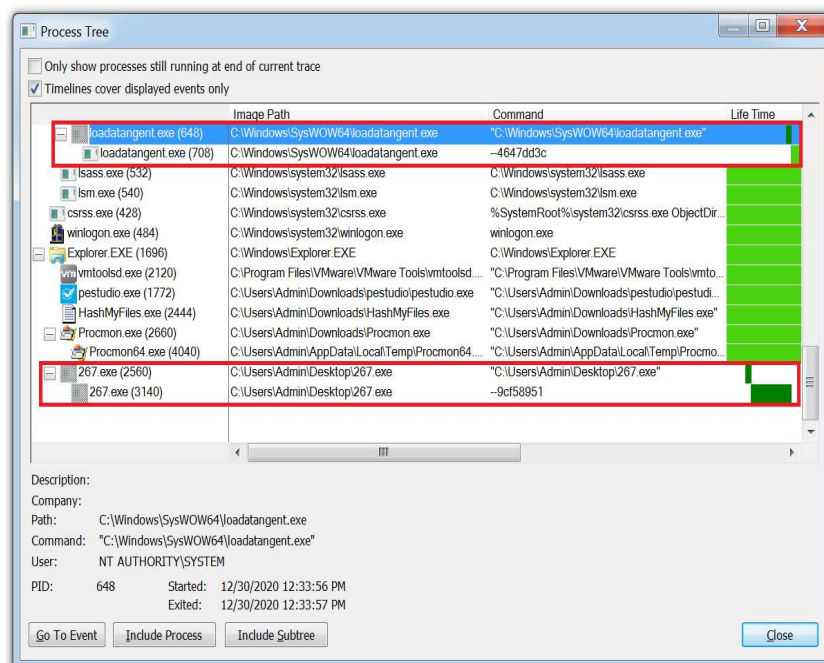 Process Tree
Only show processes still running at end of current trace
Timelines cover displayed events only
Image Path Command Life Time
loadatangent.exe (648) C:\Windows\SysWOW64\loadatangent.exe "C:\Windows\SysWOW64\loadatangent.exe"
loadatangent.exe (708) C:\Windows\SysWOW64\loadatangent.exe --4647dd3c
lsass.exe (532) C:\Windows\system32\lsass.exe C:\Windows\system32\lsass.exe
lsm.exe (540) C:\Windows\system32\lsm.exe C:\Windows\system32\lsm.exe
csrss.exe (428) C:\Windows\system32\csrss.exe %SystemRoot%\system32\csrss.exe ObjectDir...
winlogon.exe (484) C:\Windows\system32\winlogon.exe winlogon.exe
Explorer.EXE (1696) C:\Windows\Explorer.EXE C:\Windows\Explorer.EXE
vm vmtoolsd.exe (2120) C:\Program Files\VMware\VMware Tools\vmtoolsd.... "C:\Program Files\VMware\VMware Tools\vmto...
pestudio.exe (1772) C:\Users\Admin\Downloads\pestudio\pestudio.exe "C:\Users\Admin\Downloads\pestudio\pestudi...
HashMyFiles.exe (2444) C:\Users\Admin\Downloads\HashMyFiles.exe "C:\Users\Admin\Downloads\HashMyFiles.exe"
Procmon.exe (2660) C:\Users\Admin\Downloads\Procmon.exe "C:\Users\Admin\Downloads\Procmon.exe"
Procmon64.exe (4040) C:\Users\Admin\AppData\Local\Temp\Procmon64.... "C:\Users\Admin\AppData\Local\Temp\Procmo...
267.exe (2560) C:\Users\Admin\Desktop\267.exe "C:\Users\Admin\Desktop\267.exe"
267.exe (3140) C:\Users\Admin\Desktop\267.exe --9cf58951
Description:
Company:
Path: C:\Windows\SysWOW64\loadatangent.exe
Command: "C:\Windows\SysWOW64\loadatangent.exe"
User: NT AUTHORITY\SYSTEM
PID: 648 Started: 12/30/2020 12:33:56 PM
Exited: 12/30/2020 12:33:57 PM
Go To Event Include Process Include Subtree Close